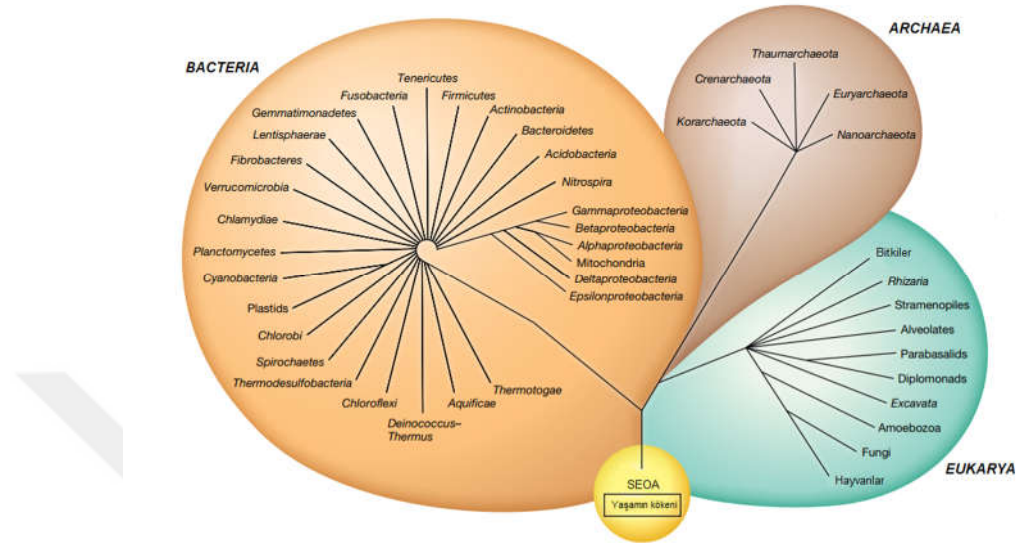 ARCHAEA
BACTERIA
Thaumarchaeota
Crenarchaeota
Euryarchaeota
Korarchaeota
Nanoarchaeota
Tenericutes
Fusobacteria
Firmicutes
Gemmatimonadetes
Actinobacteria
Lentisphaerae
Bacteroidetes
Fibrobacteres
Acidobacteria
Verrucomicrobia
Nitrospira
Chlamydiae
Gammaproteobacteria
Betaproteobacteria
Planctomycetes
Alphaproteobacteria
Mitochondria
Cyanobacteria
Deltaproteobacteria
Epsilonproteobacteria
Plastids
Chlorobi
Spirochaetes
Thermodesulfobacteria
Chloroflexi
Deinococcus–
Thermus
Aquificae
Thermotogae
Bitkiler
Rhizaria
Stramenopiles
Alveolates
Parabasalids
Diplomonads
Excavata
Amoebozoa
Fungi
Hayvanlar
EUKARYA
SEOA
Yaşamın kökeni